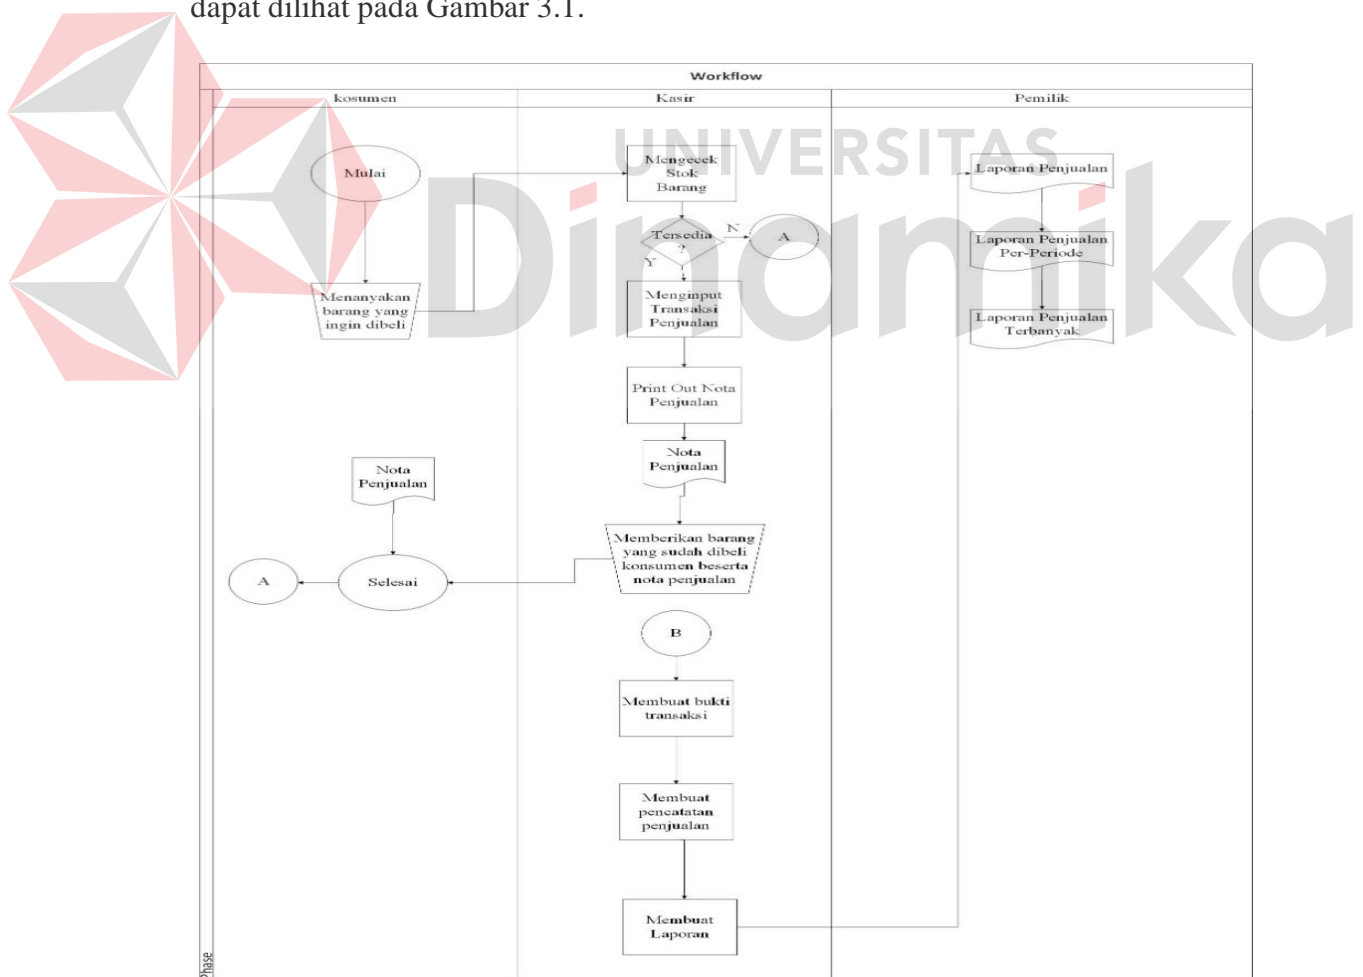 dapat dilihat pada Gambar 3.1.
UNIVERSITAS
Dinamika
Workflow
kosumen
Kasir
Pemilik
Mulai
Menanyakan
barang yang
ingin dibeli
Mengecek
Stok
Barang
Tersedia
?
N
A
Y
Menginput
Transaksi
Penjualan
Print Out Nota
Penjualan
Nota
Penjualan
Memberikan barang
yang sudah dibeli
konsumen beserta
nota penjualan
Nota
Penjualan
Selesai
A
B
Membuat bukti
transaksi
Membuat
pencatatan
penjualan
Membuat
Laporan
Laporan Penjualan
Laporan Penjualan
Per-Periode
Laporan Penjualan
Terbanyak
Phase